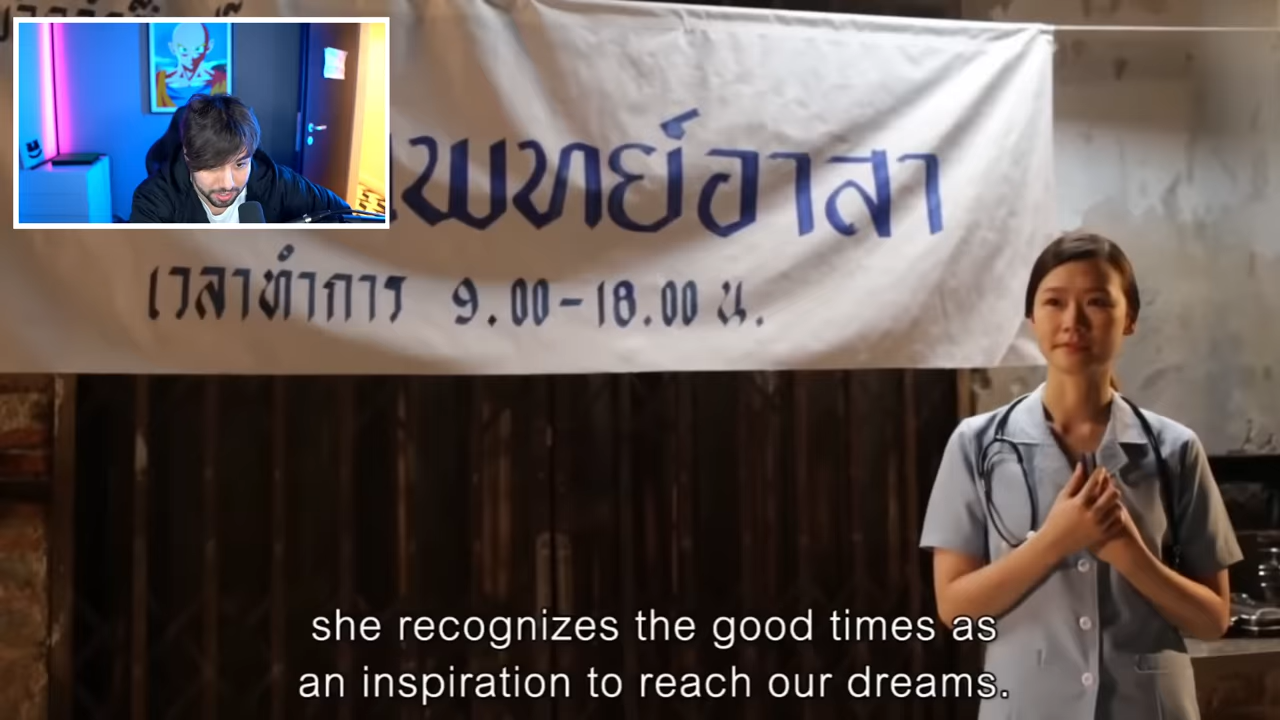 แพทย์อาสา
เวลาทำการ 9.00-18.00 น.
she recognizes the good times as
an inspiration to reach our dreams.